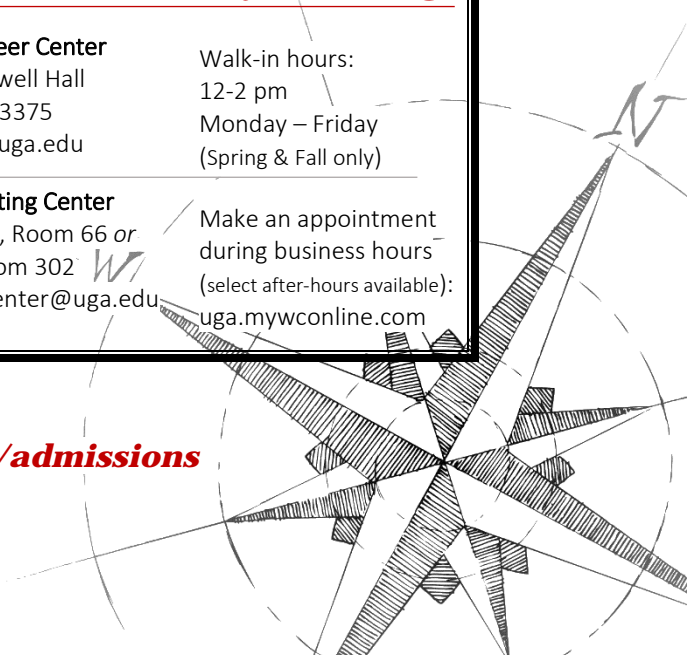 eer Center
well Hall
3375
uga.edu
Walk-in hours:
12-2 pm
Monday – Friday
(Spring & Fall only)
ting Center
, Room 66 or
om 302
enter@uga.edu
Make an appointment
during business hours
(select after-hours available):
uga.mywconline.com
/admissions
N
W